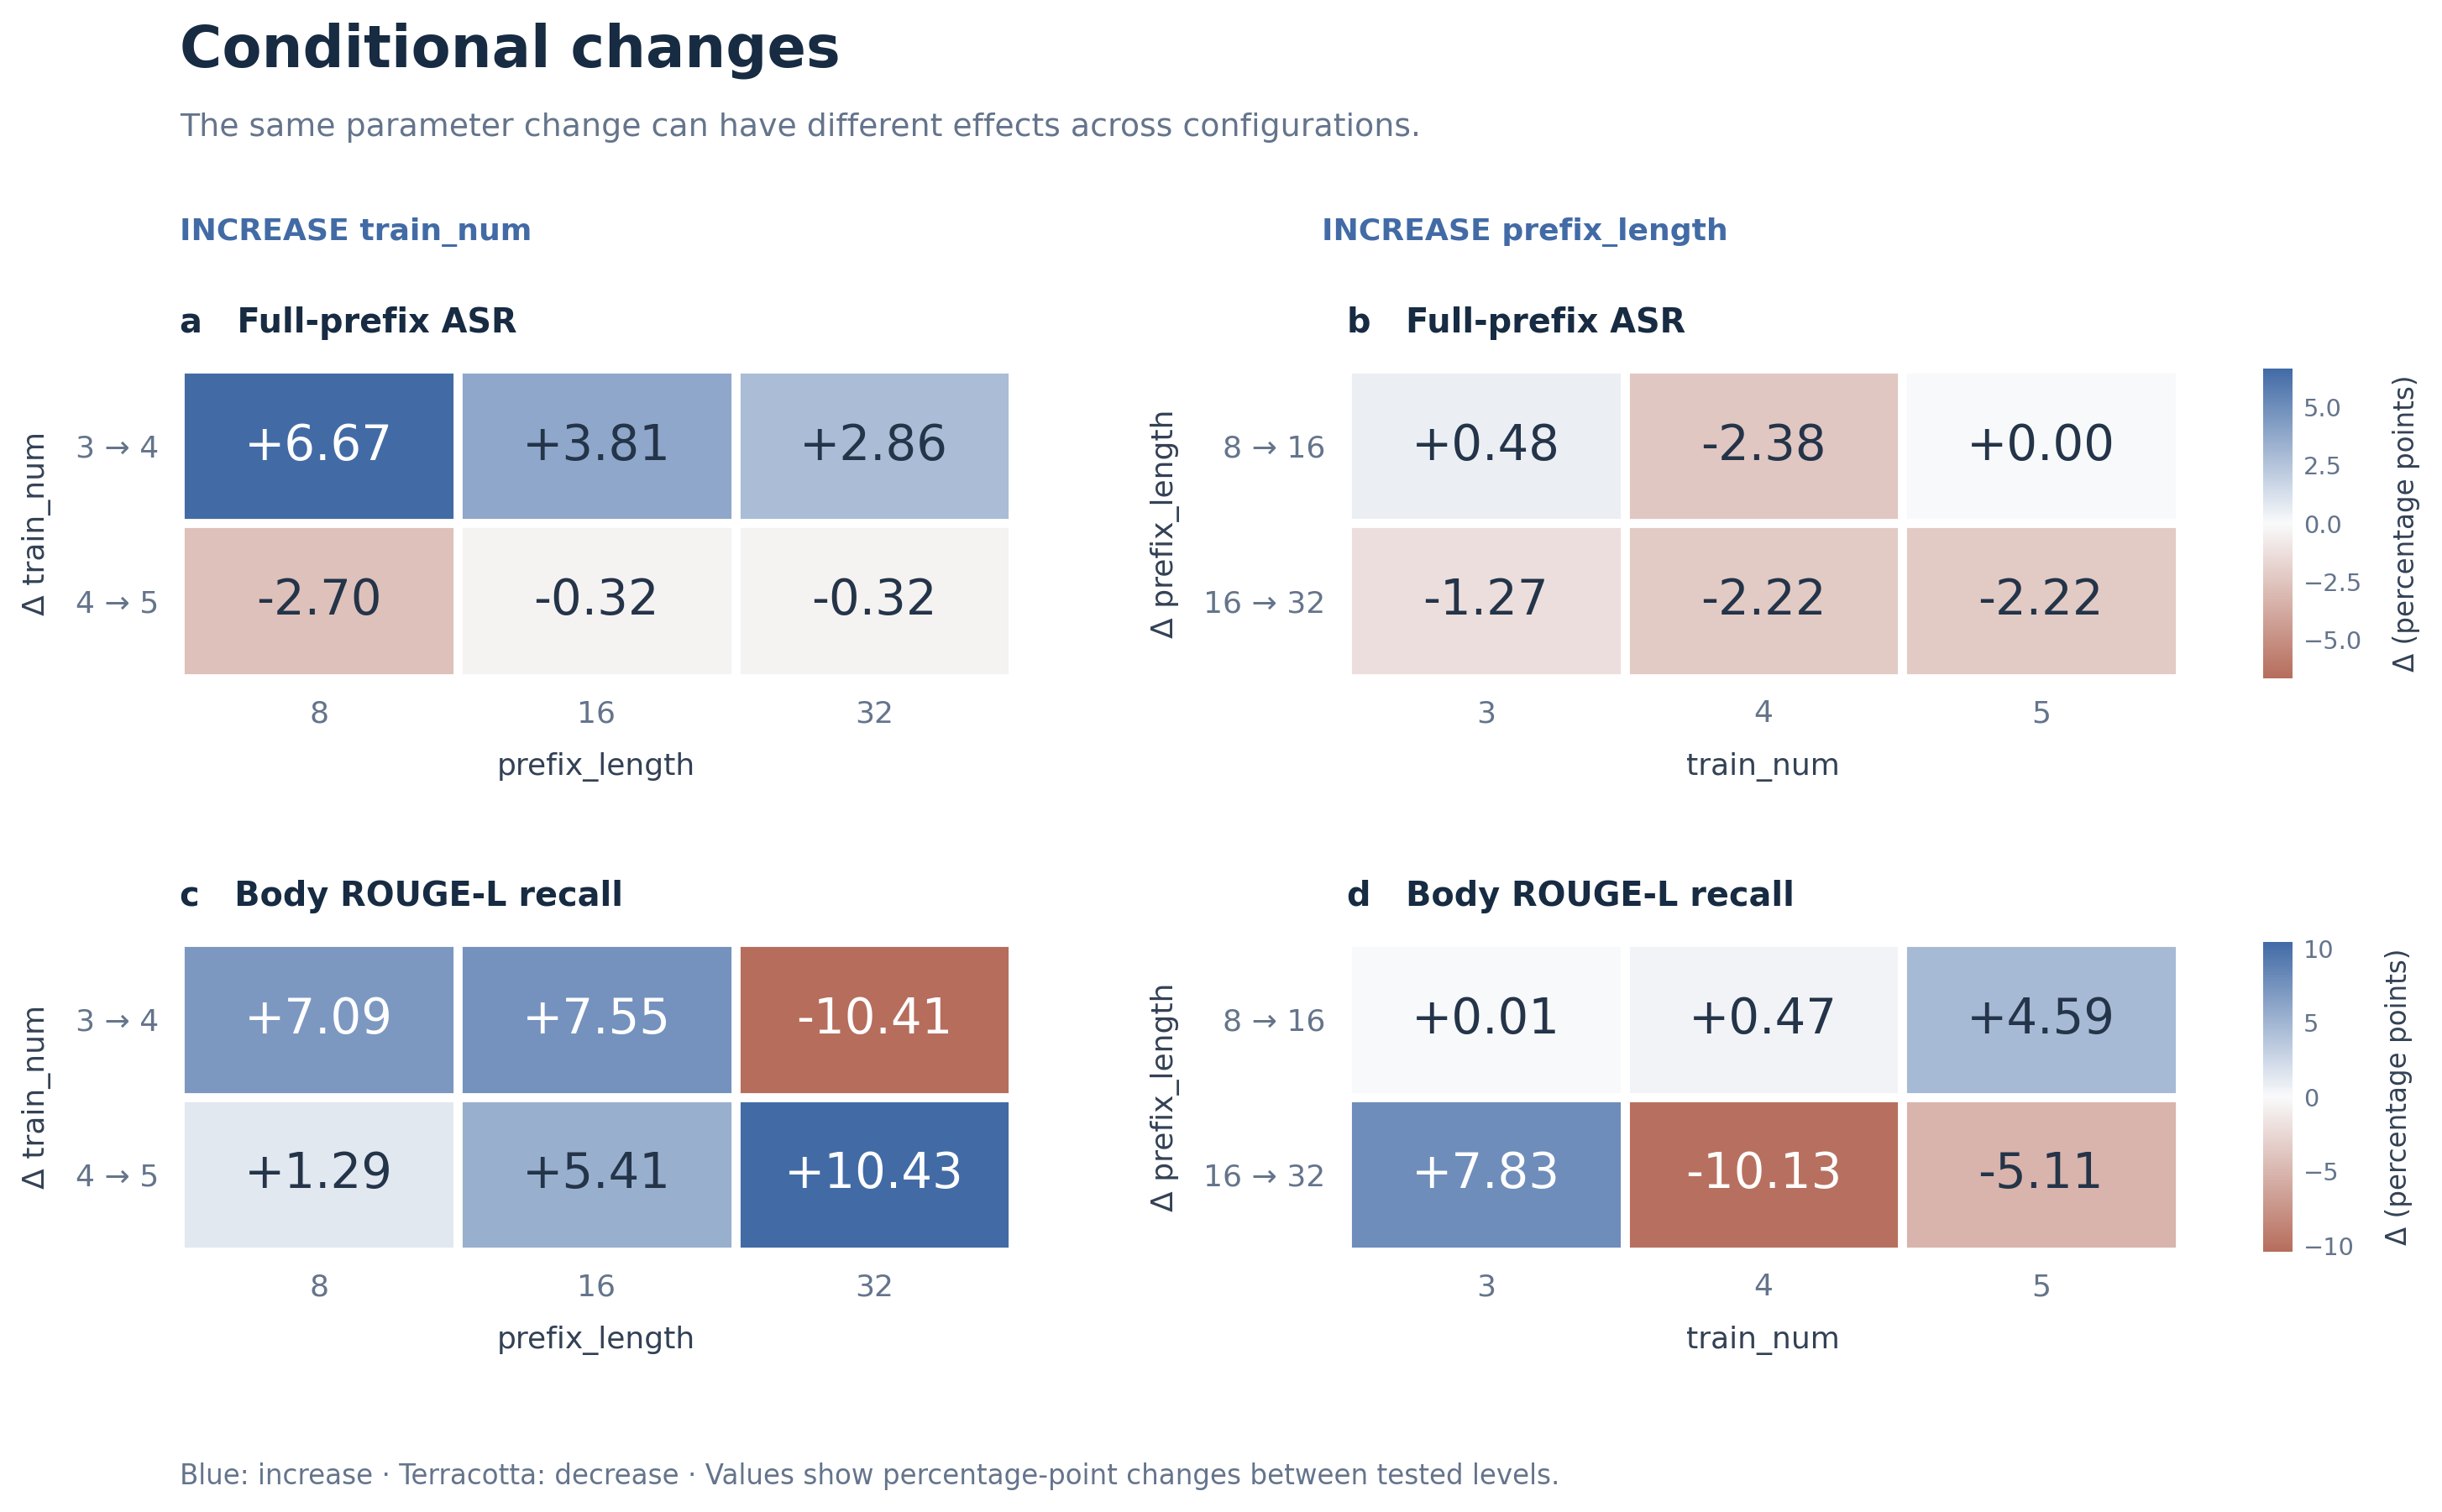 Conditional changes
The same parameter change can have different effects across configurations.
INCREASE train_num
INCREASE prefix_length
a Full-prefix ASR
Δ train_num
3 → 4
+6.67 +3.81 +2.86
4 → 5
-2.70 -0.32 -0.32
8 16 32
prefix_length
b Full-prefix ASR
Δ prefix_length
8 → 16
+0.48 -2.38 +0.00
16 → 32
-1.27 -2.22 -2.22
3 4 5
train_num
5.0
2.5
0.0
−2.5
−5.0
Δ (percentage points)
c Body ROUGE-L recall
Δ train_num
3 → 4
+7.09 +7.55 -10.41
4 → 5
+1.29 +5.41 +10.43
8 16 32
prefix_length
d Body ROUGE-L recall
Δ prefix_length
8 → 16
+0.01 +0.47 +4.59
16 → 32
+7.83 -10.13 -5.11
3 4 5
train_num
10
5
0
−5
−10
Δ (percentage points)
Blue: increase · Terracotta: decrease · Values show percentage-point changes between tested levels.